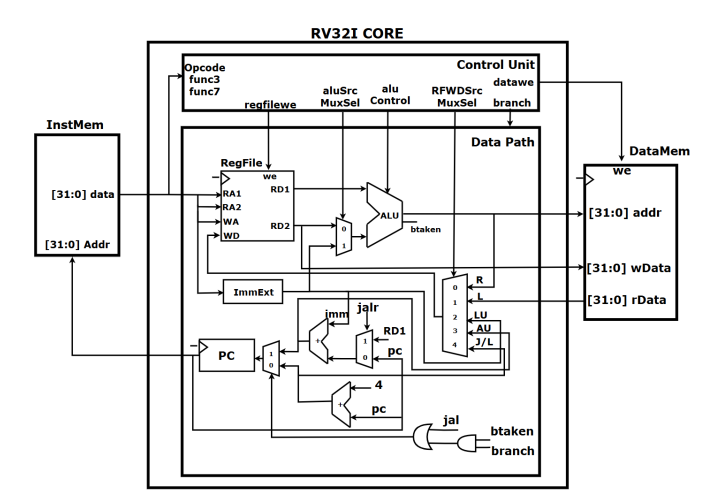 RV32I CORE
Control Unit
Opcode
func3
func7
regfilewe
aluSrc
MuxSel
alu
Control
RFWDSrc
MuxSel
datawe
branch
InstMem
[31:0] data
[31:0] Addr
Data Path
RegFile
we
RA1
RA2
WA
WD
RD1
RD2
0
1
ALU
btaken
DataMem
we
[31:0] addr
[31:0] wData
[31:0] rData
ImmExt
0
1
2
3
4
R
L
LU
AU
J/L
imm
jalr
+
1
0
RD1
pc
PC
1
0
4
+
pc
jal
btaken
branch